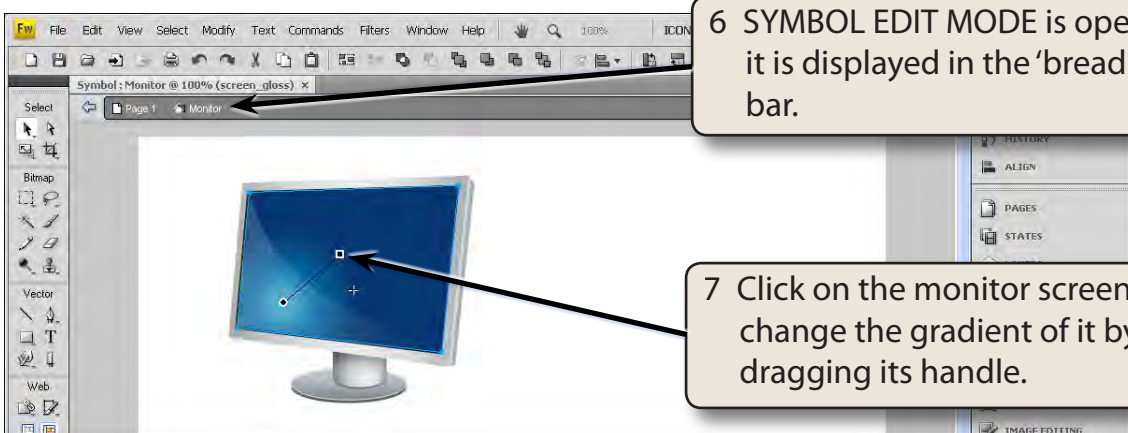 Fw File Edit View Select Modify Text Commands Filters Window Help 100% ICON
6 SYMBOL EDIT MODE is ope
it is displayed in the ‘bread
bar.
Symbol : Monitor @ 100% (screen_gloss) ×
Select
Page 1 Monitor
HISTORY
ALIGN
Bitmap
PAGES
STATES
7 Click on the monitor screen
change the gradient of it by
dragging its handle.
Vector
Web
IMAGE EDITING